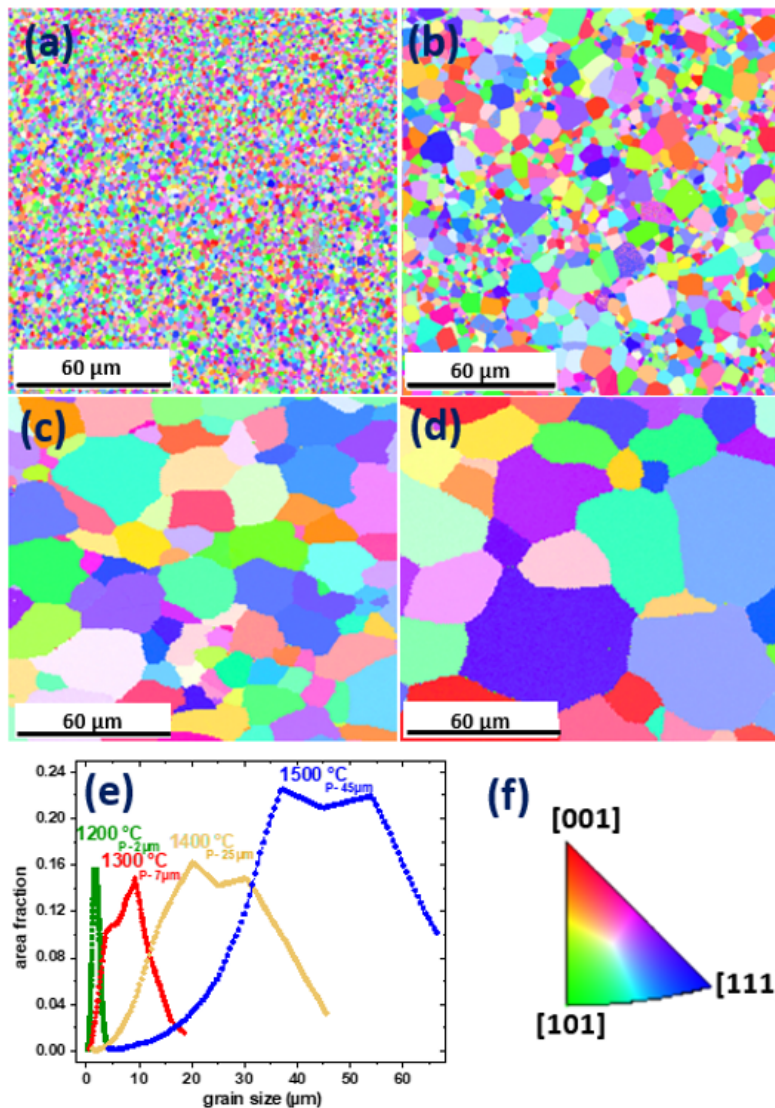 (a)
(b)
60 µm
60 µm
(c)
(d)
60 µm
60 µm
(e)
(f)
0.24
0.20
0.16
0.12
0.08
0.04
0.00
area fraction
1200 °C
P - 2µm
1300 °C
P - 7µm
1400 °C
P - 25µm
1500 °C
P - 45µm
0 10 20 30 40 50 60
grain size (µm)
[001]
[101]
[111